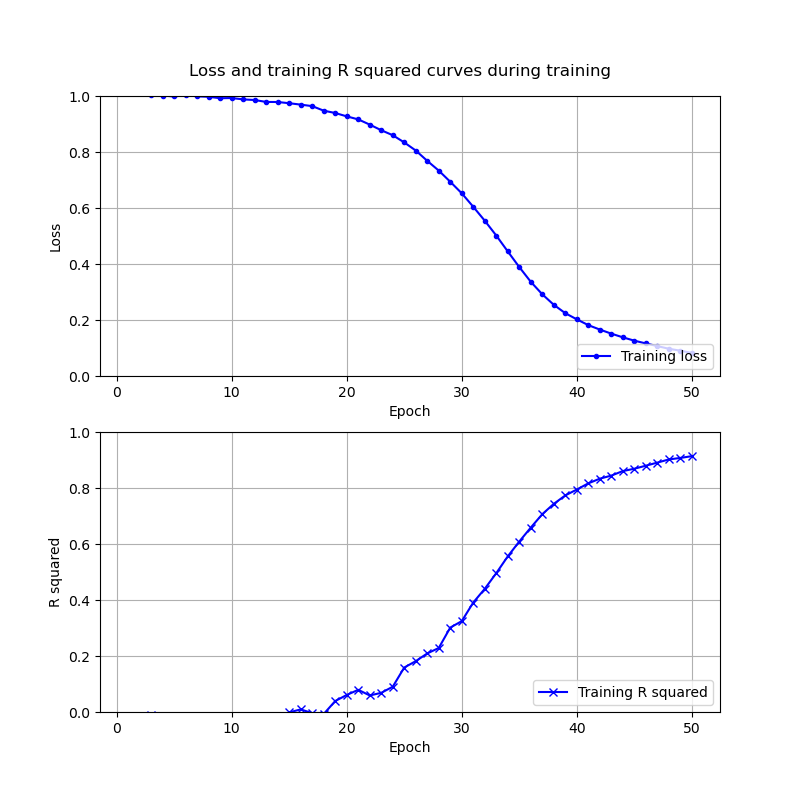 Loss and training R squared curves during training
1.0
0.8
0.6
0.4
0.2
0.0
Loss
Training loss
0 10 20 30 40 50
Epoch
1.0
0.8
0.6
0.4
0.2
0.0
R squared
Training R squared
0 10 20 30 40 50
Epoch